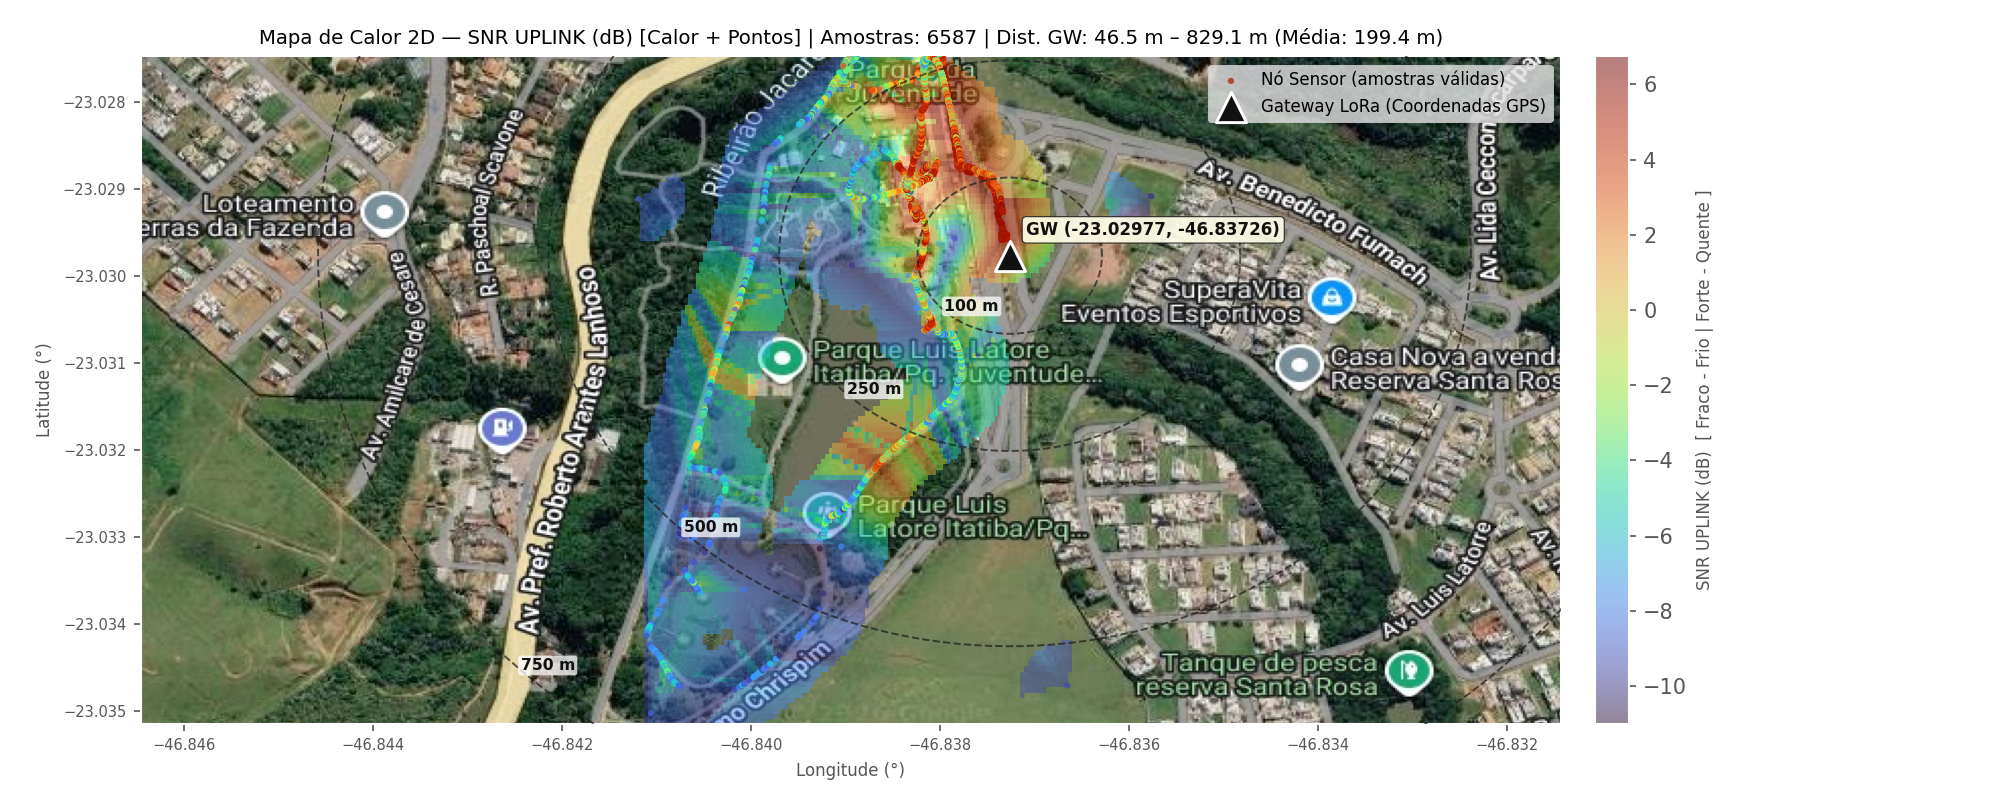 Mapa de Calor 2D — SNR UPLINK (dB) [Calor + Pontos] | Amostras: 6587 | Dist. GW: 46.5 m – 829.1 m (Média: 199.4 m)
Nó Sensor (amostras válidas)
Gateway LoRa (Coordenadas GPS)
Parque da
Juventude
Ribeirão Jacaré
R. Paschoal Scavone
Loteamento
erras da Fazenda
Av. Amilcare de Cesare
Av. Pref. Roberto Arantes Lanhoso
Av. Benedicto Fumach
Av. Lida Ceccon
GW (-23.02977, -46.83726)
100 m
SuperaVita
Eventos Esportivos
Parque Luis Latore
Itatiba/Pq. Juventude...
250 m
Casa Nova a venda
Reserva Santa Ros
Parque Luis
Latore Itatiba/Pq...
500 m
Av. Luis Latorre
Av.
750 m
no Chrispim
Tanque de pesca
reserva Santa Rosa
−23.028
−23.029
−23.030
−23.031
−23.032
−23.033
−23.034
−23.035
Latitude (°)
−46.846
−46.844
−46.842
−46.840
−46.838
−46.836
−46.834
−46.832
Longitude (°)
6
4
2
0
−2
−4
−6
−8
−10
SNR UPLINK (dB) [ Fraco - Frio | Forte - Quente ]